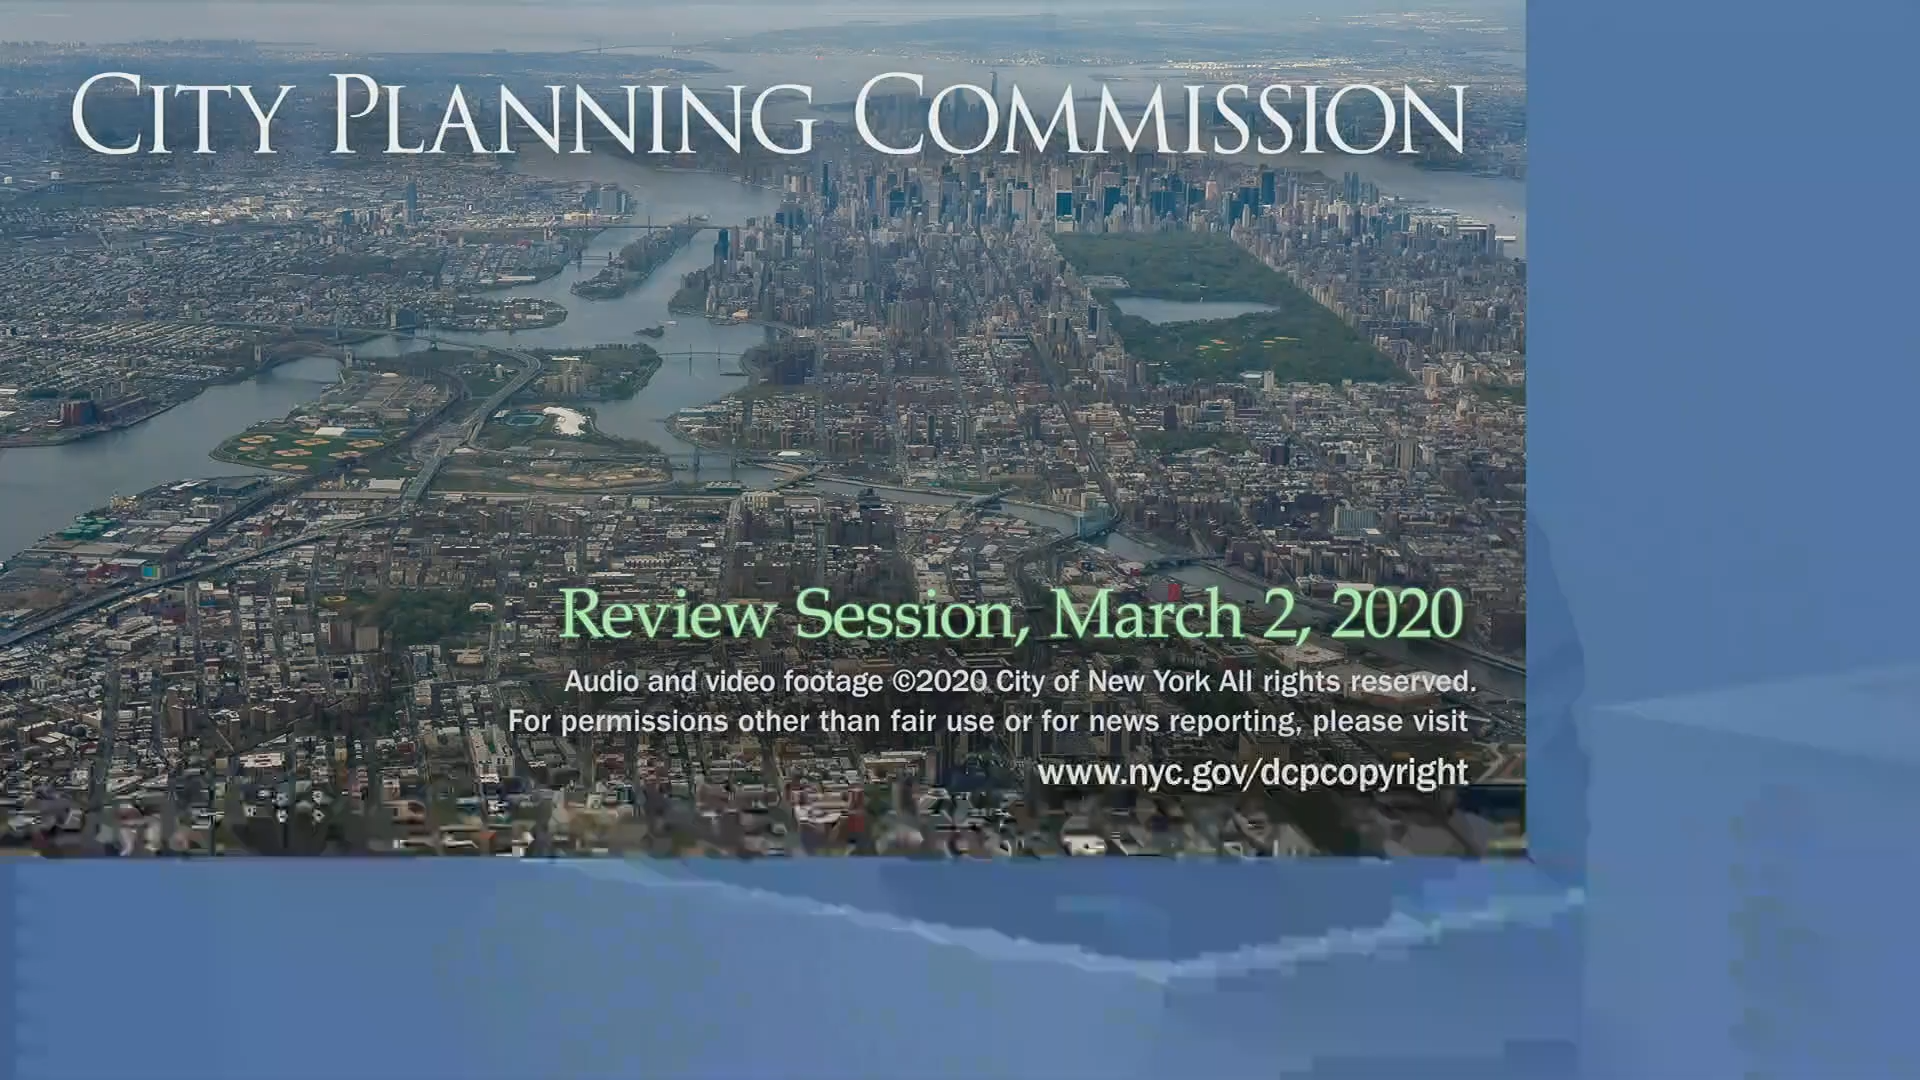 City Planning Commission
Review Session, March 2, 2020
Audio and video footage ©2020 City of New York All rights reserved.
For permissions other than fair use or for news reporting, please visit
www.nyc.gov/dcpcopyright